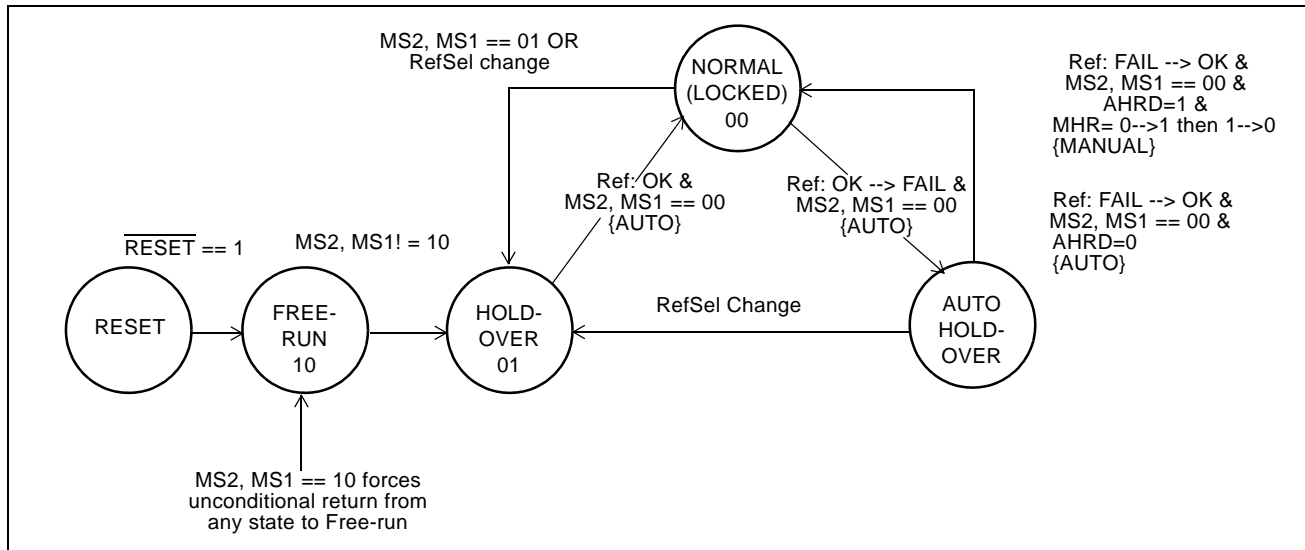 MS2, MS1 == 01 OR
RefSel change
NORMAL
(LOCKED)
00
Ref: FAIL --> OK &
MS2, MS1 == 00 &
AHRD=1 &
MHR= 0-->1 then 1-->0
{MANUAL}
Ref: OK &
MS2, MS1 == 00
{AUTO}
Ref: OK --> FAIL &
MS2, MS1 == 00
{AUTO}
Ref: FAIL --> OK &
MS2, MS1 == 00 &
AHRD=0
{AUTO}
RESET == 1
MS2, MS1! = 10
RESET
FREE-
RUN
10
HOLD-
OVER
01
RefSel Change
AUTO
HOLD-
OVER
MS2, MS1 == 10 forces
unconditional return from
any state to Free-run